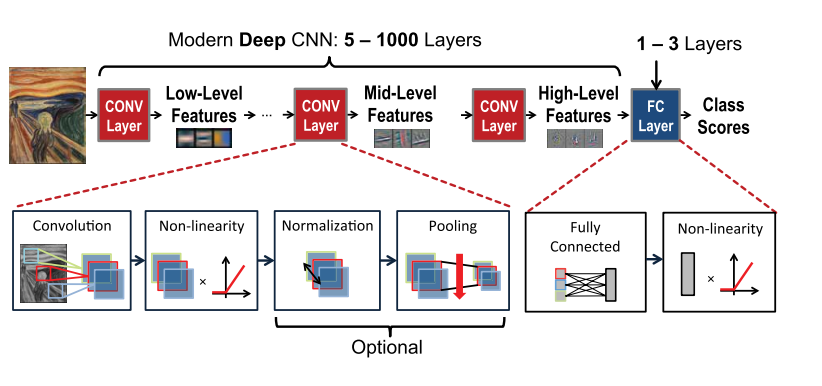 Modern Deep CNN: 5 – 1000 Layers
1 – 3 Layers
CONV
Layer
Low-Level
Features
...
CONV
Layer
Mid-Level
Features
CONV
Layer
High-Level
Features
FC
Layer
Class
Scores
Convolution
Non-linearity
×
Normalization
Pooling
Fully
Connected
Non-linearity
×
Optional